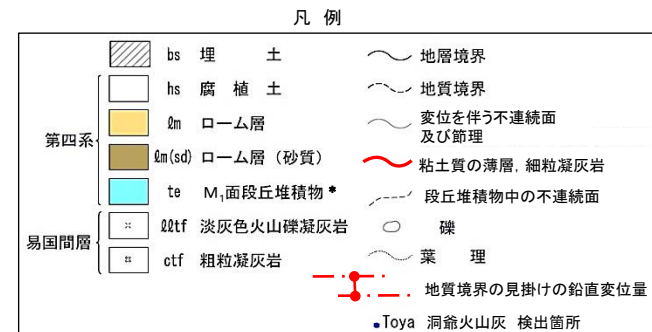 凡 例
bs 埋 土
hs 腐 植 土
ℓm ローム層
ℓm(sd) ローム層（砂質）
te M₁面段丘堆積物*
ℓℓtf 淡灰色火山礫凝灰岩
ctf 粗粒凝灰岩
第四系
易国間層
地層境界
地質境界
変位を伴う不連続面
及び節理
粘土質の薄層，細粒凝灰岩
段丘堆積物中の不連続面
礫
葉 理
地質境界の見掛けの鉛直変位量
Toya 洞爺火山灰 検出箇所